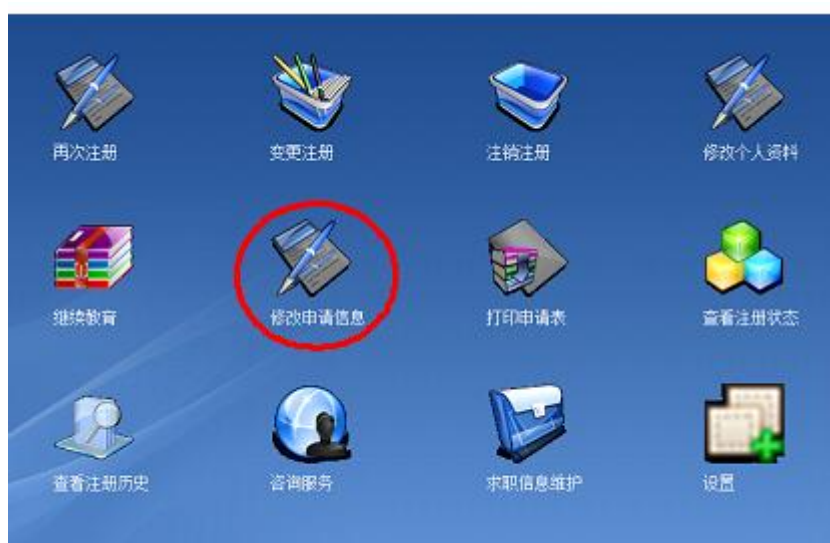 再次注册
变更注册
注销注册
修改个人资料
继续教育
修改申请信息
打印申请表
查看注册状态
查看注册历史
咨询服务
求职信息维护
设置